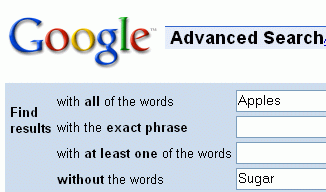 Google™ Advanced Search
Find results
with all of the words Apples
with the exact phrase
with at least one of the words
without the words Sugar